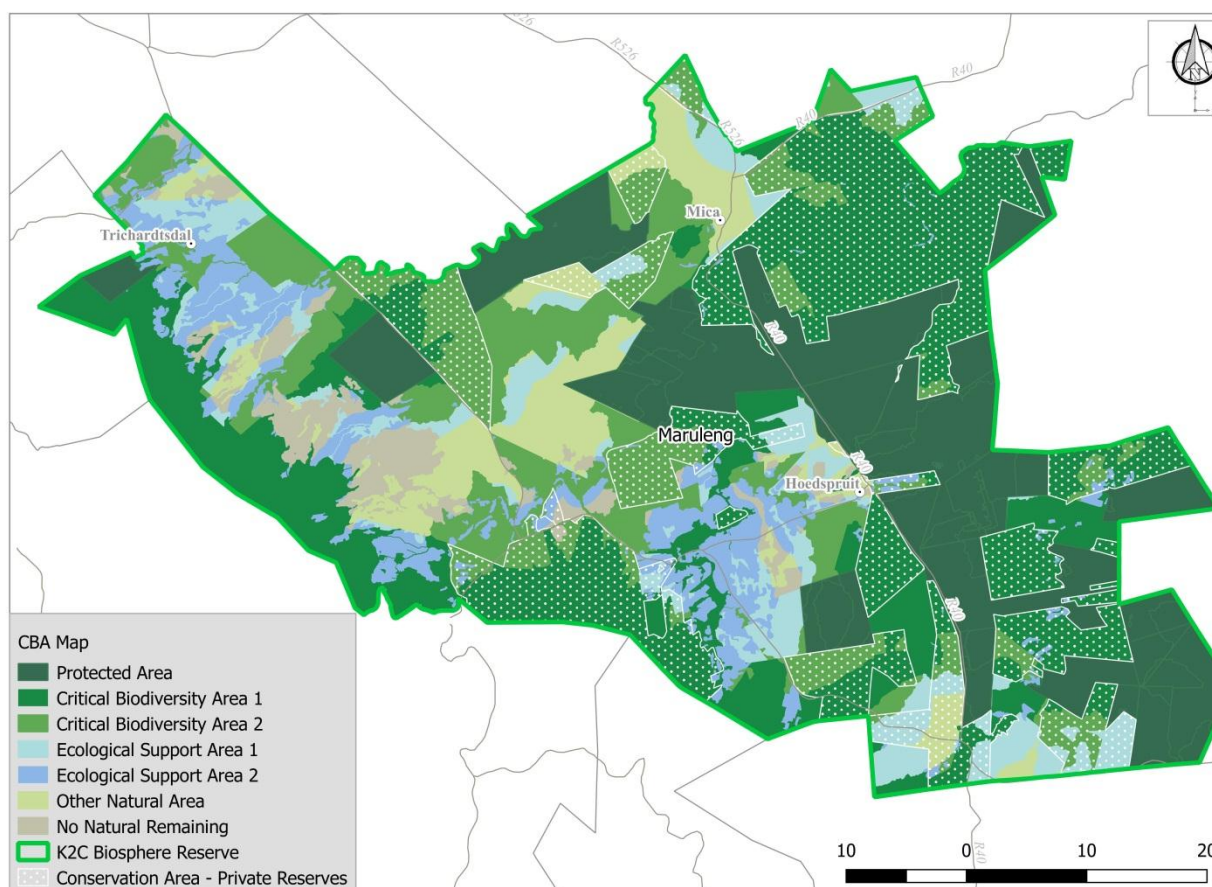 R526
R526
R40
R526
R40
N
Trichardtsdal
Mica
R40
Maruleng
R40
Hoedspruit
R40
CBA Map
Protected Area
Critical Biodiversity Area 1
Critical Biodiversity Area 2
Ecological Support Area 1
Ecological Support Area 2
Other Natural Area
No Natural Remaining
K2C Biosphere Reserve
Conservation Area - Private Reserves
10 0 10 20
R40